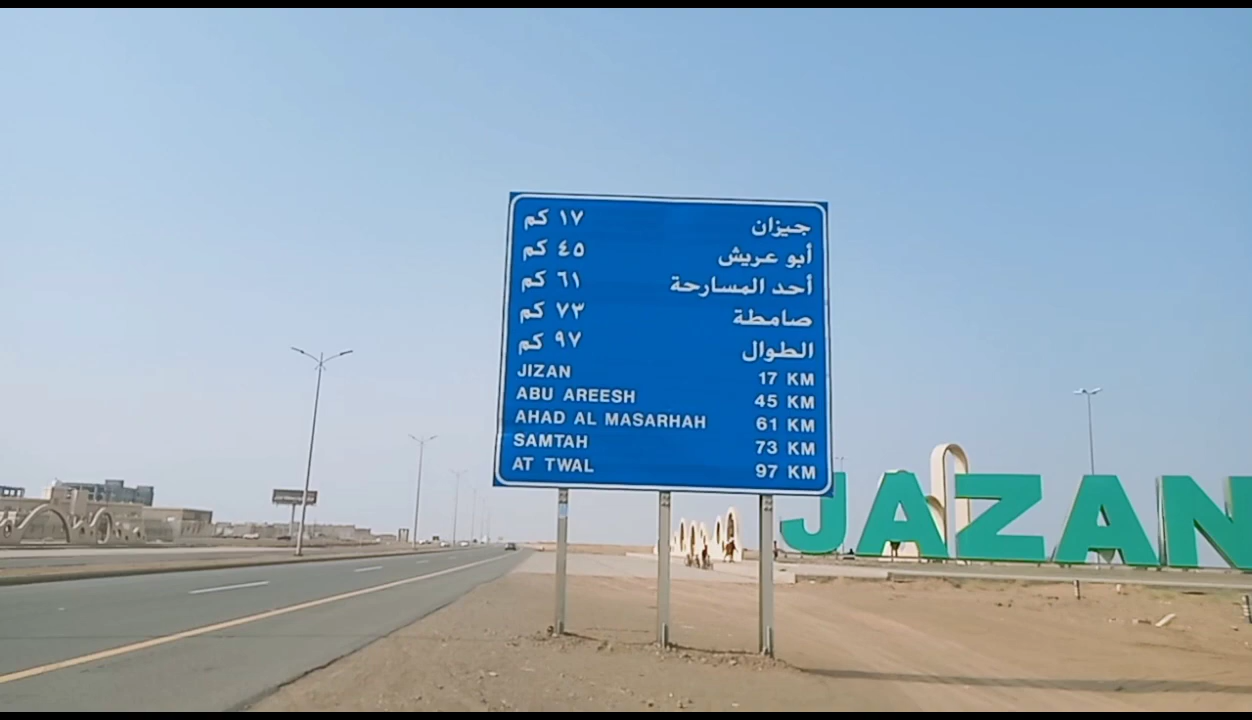 جيزان ١٧ كم
أبو عريش ٤٥ كم
أحد المسارحة ٦١ كم
صامطة ٧٣ كم
الطوال ٩٧ كم
JIZAN 17 KM
ABU AREESH 45 KM
AHAD AL MASARHAH 61 KM
SAMTAH 73 KM
AT TWAL 97 KM
JAZAN